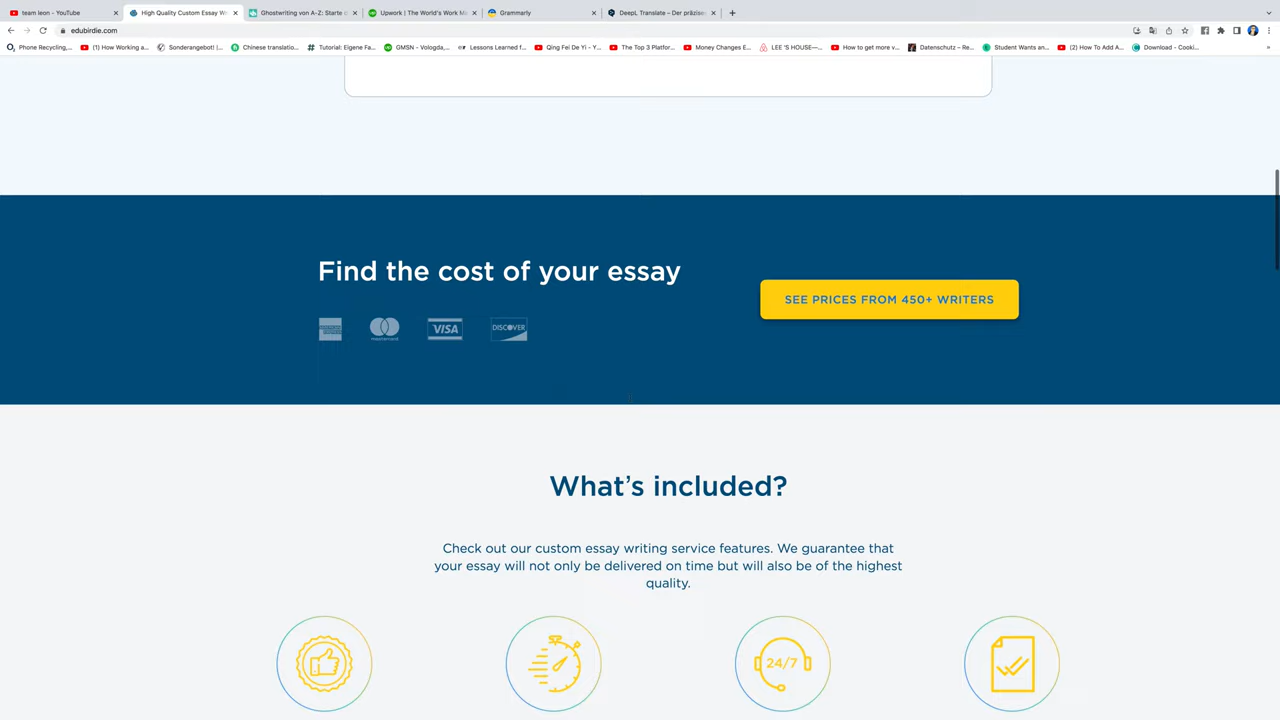 team leon - YouTube
High Quality Custom Essay W
Ghostwriting von A-Z: Starte
Upwork | The World's Work M
Grammarly
DeepL Translate – Der präzise
edubirdie.com
Phone Recycling,...
(1) How Working a...
Sonderangebot! |...
Chinese translatio...
Tutorial: Eigene Fa...
GMSN - Vologda,...
Lessons Learned f...
Qing Fei De Yi - Y...
The Top 3 Platfor...
Money Changes E...
LEE 'S HOUSE—...
How to get more v...
Datenschutz – Re...
Student Wants an...
(2) How To Add A...
Download - Cooki...
Find the cost of your essay
VISA
DISCOVER
SEE PRICES FROM 450+ WRITERS
What's included?
Check out our custom essay writing service features. We guarantee that
your essay will not only be delivered on time but will also be of the highest
quality.
24/7